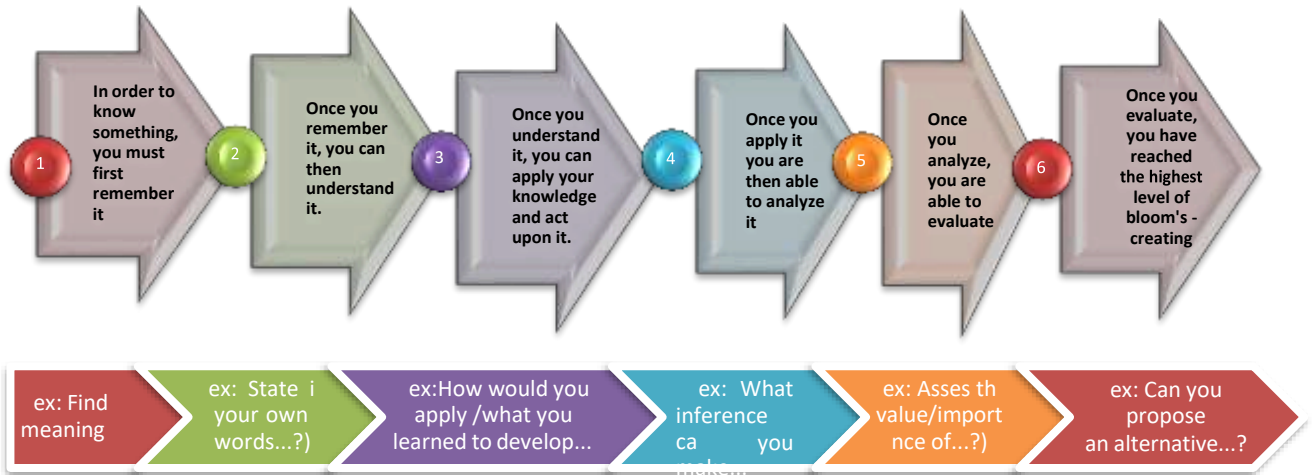 1
In order to
know
something,
you must
first
remember
it
2
Once you
remember
it, you can
then
understand
it.
3
Once you
understand
it, you can
apply your
knowledge
and act
upon it.
4
Once you
apply it
you are
then able
to analyze
it
5
Once
you
analyze,
you are
able to
evaluate
6
Once you
evaluate,
you have
reached
the highest
level of
bloom's -
creating
ex: Find
meaning
ex: State i
your own
words...?)
ex:How would you
apply /what you
learned to develop...
ex: What
inference
ca you
make...
ex: Asses th
value/import
nce of...?)
ex: Can you
propose
an alternative...?